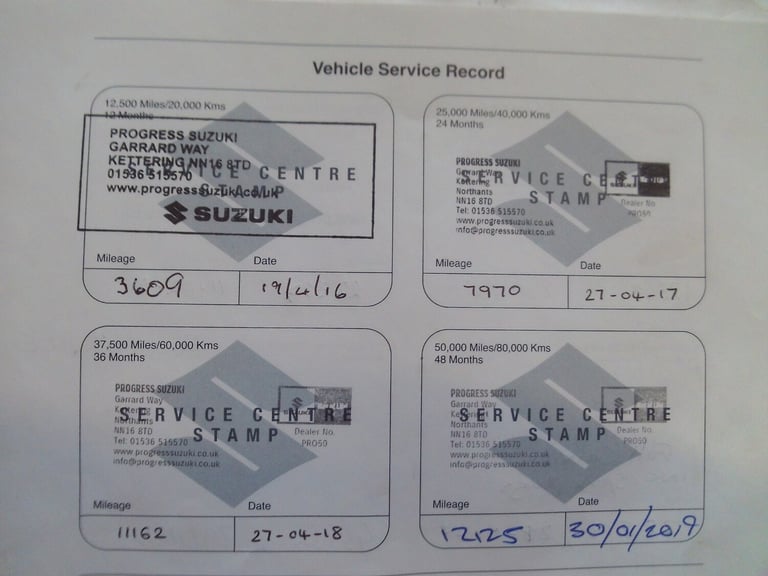 Vehicle Service Record
12,500 Miles/20,000 Kms
12 Months
PROGRESS SUZUKI
GARRARD WAY
KETTERING NN16 8TD
01536 515570
www.progresssuzuki.co.uk
SERVICE CENTRE
STAMP
SUZUKI
Mileage Date
3609 19/4/16
25,000 Miles/40,000 Kms
24 Months
PROGRESS SUZUKI
Garrard Way
Kettering
Northants
NN16 8TD
Tel: 01536 515570
www.progresssuzuki.co.uk
info@progresssuzuki.co.uk
SERVICE CENTRE
STAMP
Dealer No.
PRO50
Mileage Date
7970 27-04-17
37,500 Miles/60,000 Kms
36 Months
PROGRESS SUZUKI
Garrard Way
Kettering
Northants
NN16 8TD
Tel: 01536 515570
www.progresssuzuki.co.uk
info@progresssuzuki.co.uk
SERVICE CENTRE
STAMP
Dealer No.
PRO50
Mileage Date
11162 27-04-18
50,000 Miles/80,000 Kms
48 Months
PROGRESS SUZUKI
Garrard Way
Kettering
Northants
NN16 8TD
Tel: 01536 515570
www.progresssuzuki.co.uk
info@progresssuzuki.co.uk
SERVICE CENTRE
STAMP
Dealer No.
PRO50
Mileage Date
12125 30/01/2019